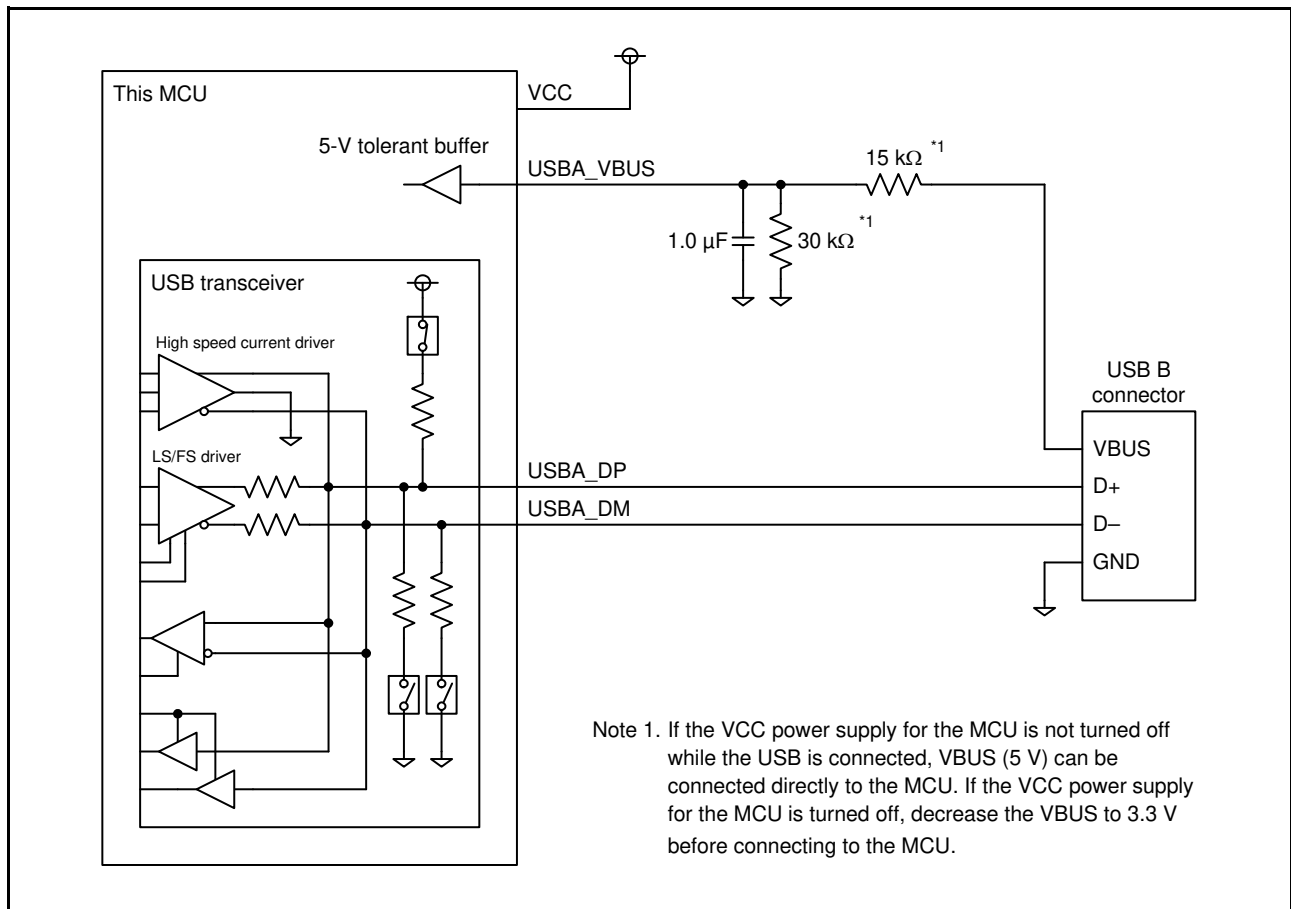 This MCU
VCC
5-V tolerant buffer
USBA_VBUS
15 kΩ *1
1.0 µF
30 kΩ *1
USB transceiver
High speed current driver
USB B
connector
VBUS
LS/FS driver
USBA_DP
D+
USBA_DM
D–
GND
Note 1. If the VCC power supply for the MCU is not turned off
while the USB is connected, VBUS (5 V) can be
connected directly to the MCU. If the VCC power supply
for the MCU is turned off, decrease the VBUS to 3.3 V
before connecting to the MCU.